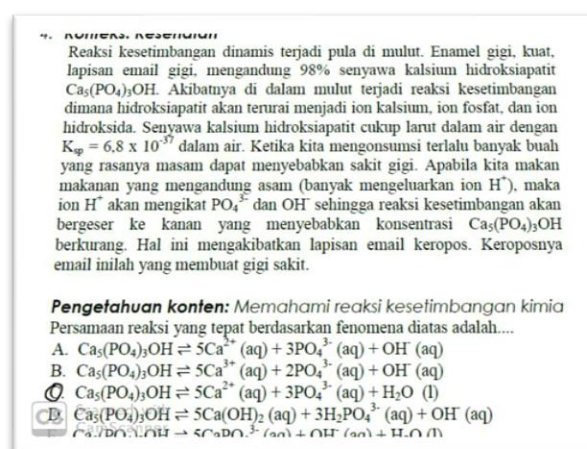 4. Konteks: Kesehatan
Reaksi kesetimbangan dinamis terjadi pula di mulut. Enamel gigi, kuat,
lapisan email gigi, mengandung 98% senyawa kalsium hidroksiapatit
Ca₅(PO₄)₃OH. Akibatnya di dalam mulut terjadi reaksi kesetimbangan
dimana hidroksiapatit akan terurai menjadi ion kalsium, ion fosfat, dan ion
hidroksida. Senyawa kalsium hidroksiapatit cukup larut dalam air dengan
Kₛₚ = 6,8 x 10⁻³⁷ dalam air. Ketika kita mengonsumsi terlalu banyak buah
yang rasanya masam dapat menyebabkan sakit gigi. Apabila kita makan
makanan yang mengandung asam (banyak mengeluarkan ion H⁺), maka
ion H⁺ akan mengikat PO₄³⁻ dan OH⁻ sehingga reaksi kesetimbangan akan
bergeser ke kanan yang menyebabkan konsentrasi Ca₅(PO₄)₃OH
berkurang. Hal ini mengakibatkan lapisan email keropos. Keroposnya
email inilah yang membuat gigi sakit.
Pengetahuan konten: Memahami reaksi kesetimbangan kimia
Persamaan reaksi yang tepat berdasarkan fenomena diatas adalah....
A. Ca₅(PO₄)₃OH ⇌ 5Ca²⁺ (aq) + 3PO₄³⁻ (aq) + OH⁻ (aq)
B. Ca₅(PO₄)₃OH ⇌ 5Ca³⁺ (aq) + 2PO₄³⁻ (aq) + OH⁻ (aq)
C. Ca₅(PO₄)₃OH ⇌ 5Ca²⁺ (aq) + 3PO₄³⁻ (aq) + H₂O (l)
D. Ca₅(PO₄)₃OH ⇌ 5Ca(OH)₂ (aq) + 3H₂PO₄³⁻ (aq) + OH⁻ (aq)
CS CamScanner